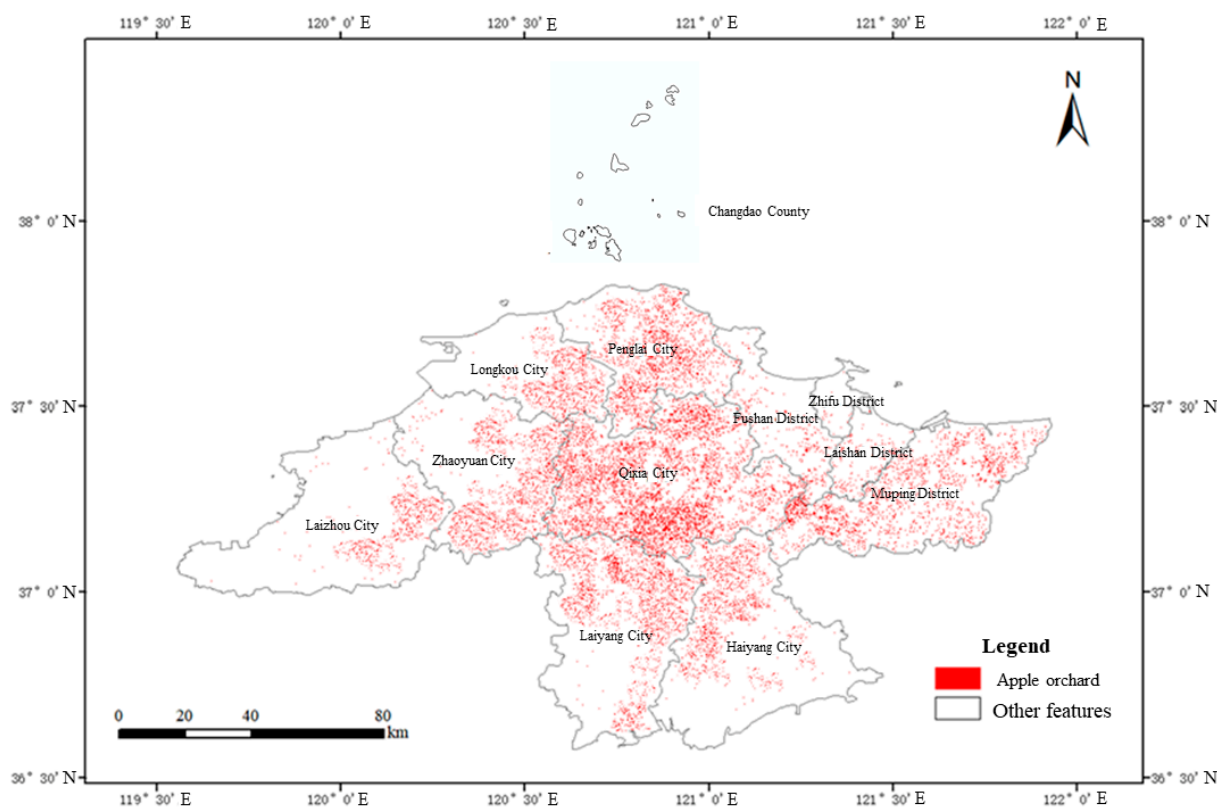 119° 30′ E 120° 0′ E 120° 30′ E 121° 0′ E 121° 30′ E 122° 0′ E
N
38° 0′ N 38° 0′ N
Changdao County
Penglai City
Longkou City
Zhifu District
37° 30′ N 37° 30′ N
Fushan District
Laishan District
Zhaoyuan City
Qixia City
Muping District
Laizhou City
37° 0′ N 37° 0′ N
Laiyang City
Haiyang City
Legend
Apple orchard
Other features
0 20 40 80
km
36° 30′ N 36° 30′ N
119° 30′ E 120° 0′ E 120° 30′ E 121° 0′ E 121° 30′ E 122° 0′ E